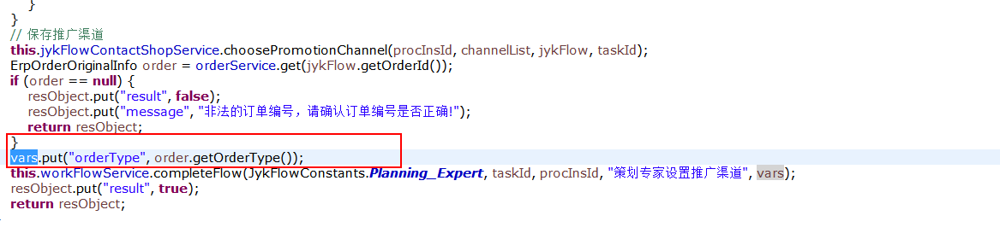 }
}
// 保存推广渠道
this.jykFlowContactShopService.choosePromotionChannel(procInsId, channelList, jykFlow, taskId);
ErpOrderOriginalInfo order = orderService.get(jykFlow.getOrderId());
if (order == null) {
resObject.put("result", false);
resObject.put("message", "非法的订单编号，请确认订单编号是否正确!");
return resObject;
}
vars.put("orderType", order.getOrderType());
this.workFlowService.completeFlow(JykFlowConstants.Planning_Expert, taskId, procInsId, "策划专家设置推广渠道", vars);
resObject.put("result", true);
return resObject;